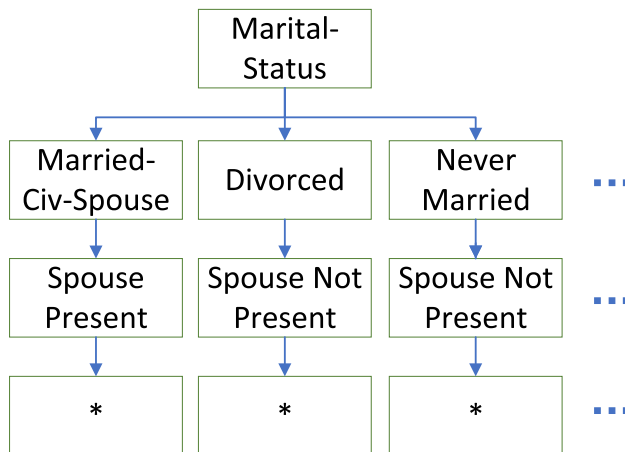 Marital-
Status
Married-
Civ-Spouse
Divorced
Never
Married
...
Spouse
Present
Spouse Not
Present
Spouse Not
Present
...
*
*
*
...